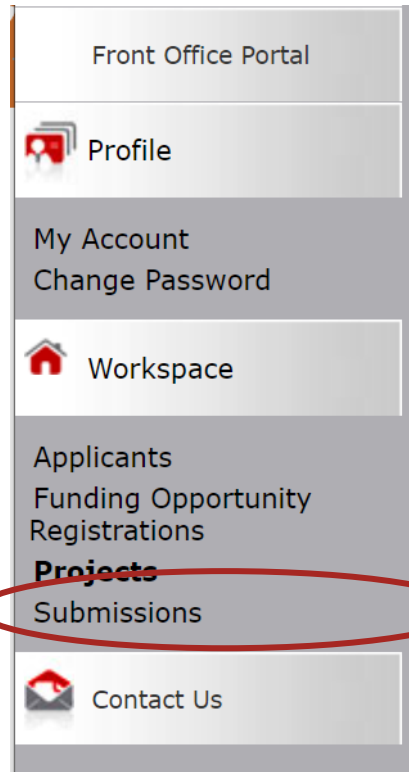 Front Office Portal
Profile
My Account
Change Password
Workspace
Applicants
Funding Opportunity
Registrations
Projects
Submissions
Contact Us